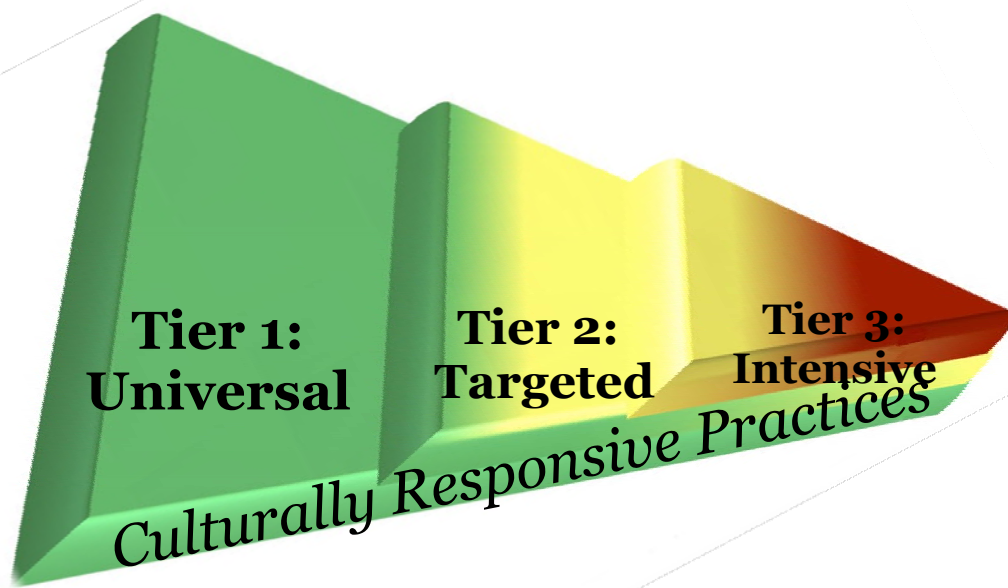 Tier 1:
Universal
Tier 2:
Targeted
Tier 3:
Intensive
Culturally Responsive Practices